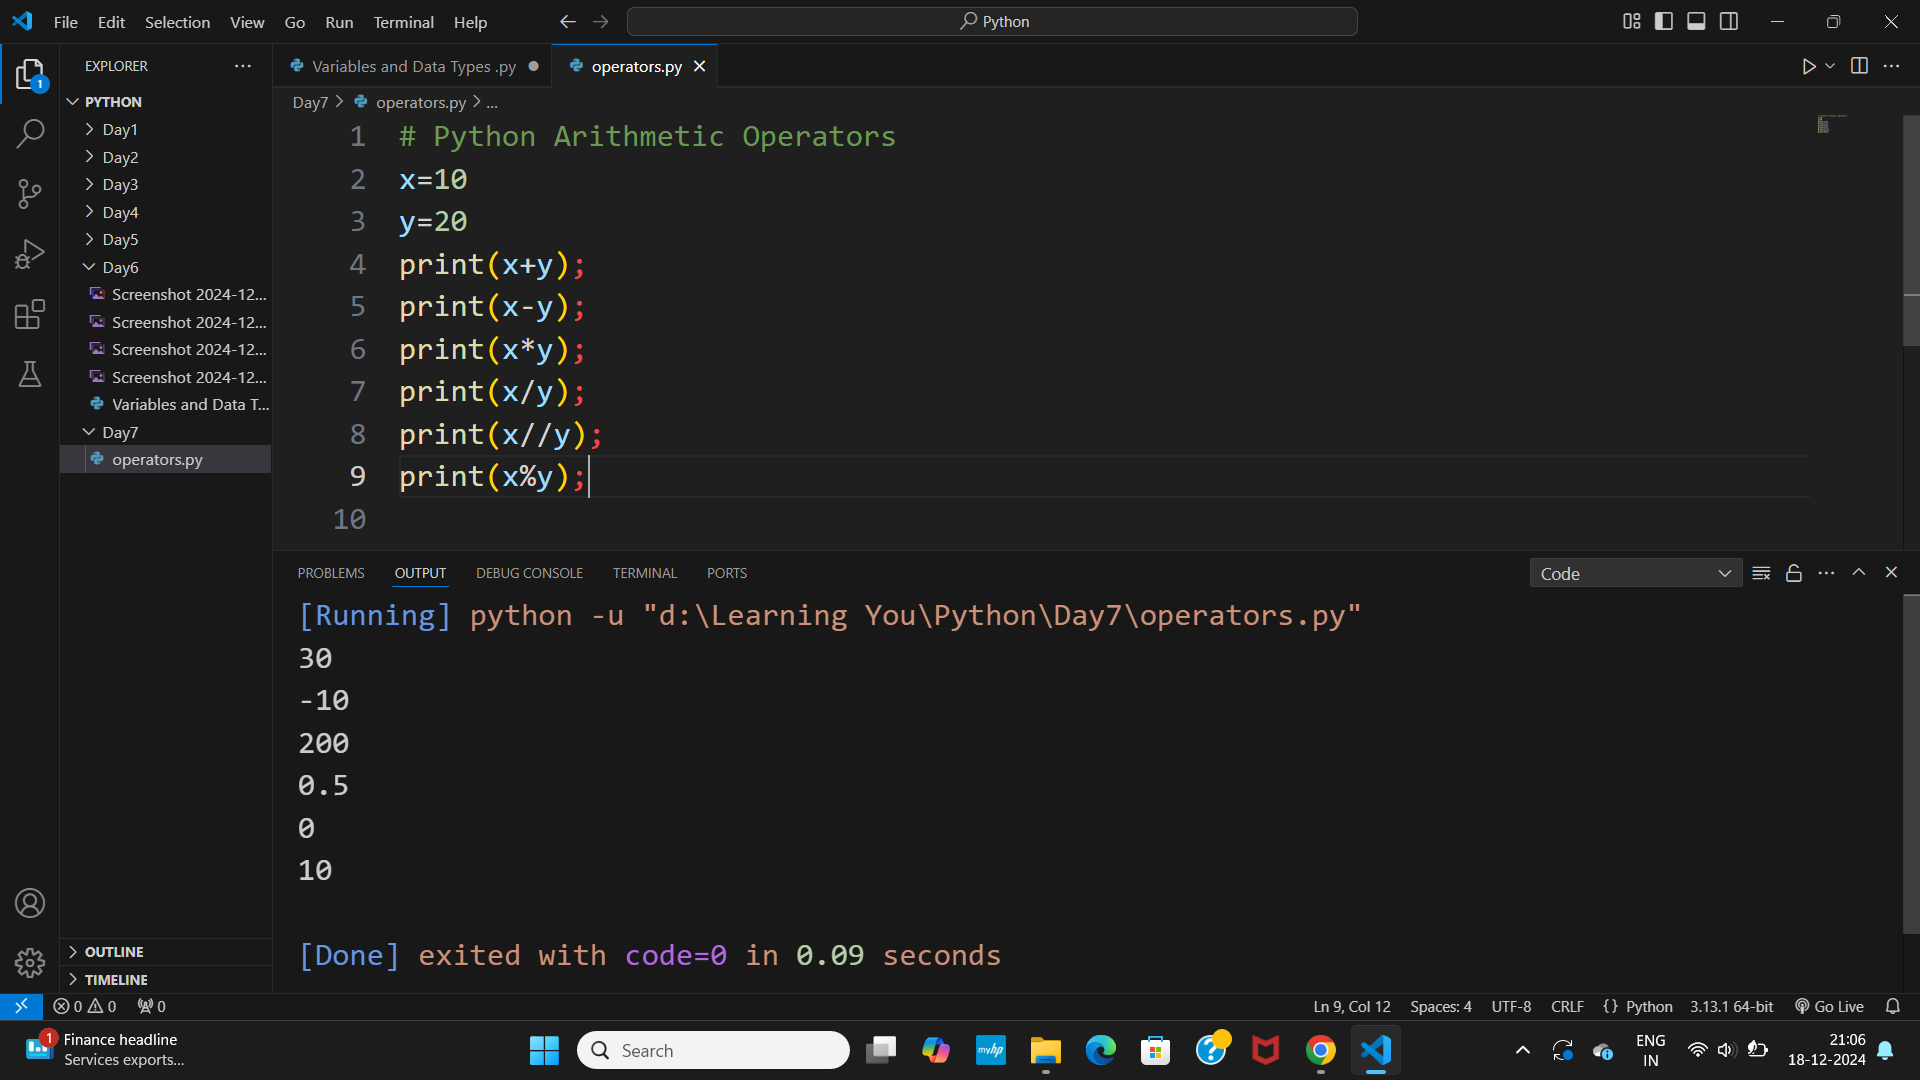 File Edit Selection View Go Run Terminal Help
Python
EXPLORER
Variables and Data Types .py
operators.py
1
PYTHON
Day1
Day2
Day3
Day4
Day5
Day6
Screenshot 2024-12...
Screenshot 2024-12...
Screenshot 2024-12...
Screenshot 2024-12...
Variables and Data T...
Day7
operators.py
OUTLINE
TIMELINE
Day7 > operators.py > ...
1 # Python Arithmetic Operators
2 x=10
3 y=20
4 print(x+y);
5 print(x-y);
6 print(x*y);
7 print(x/y);
8 print(x//y);
9 print(x%y);
10
PROBLEMS OUTPUT DEBUG CONSOLE TERMINAL PORTS
Code
[Running] python -u "d:\Learning You\Python\Day7\operators.py"
30
-10
200
0.5
0
10
[Done] exited with code=0 in 0.09 seconds
0 0 0 Ln 9, Col 12 Spaces: 4 UTF-8 CRLF {} Python 3.13.1 64-bit Go Live
1
Finance headline
Services exports...
Search
myhp
ENG
IN
21:06
18-12-2024